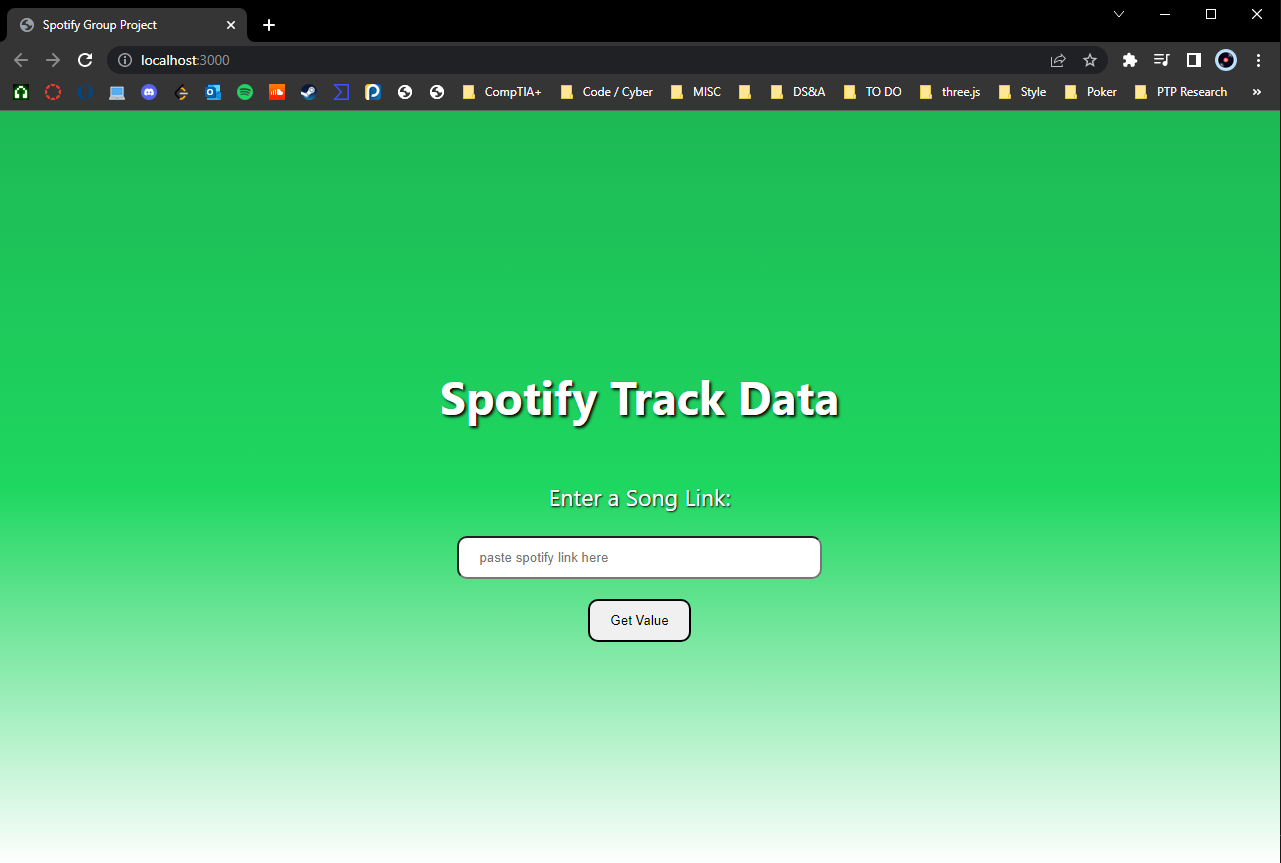 Spotify Group Project
localhost:3000
CompTIA+ Code / Cyber MISC DS&A TO DO three.js Style Poker PTP Research »
Spotify Track Data
Enter a Song Link:
paste spotify link here
Get Value